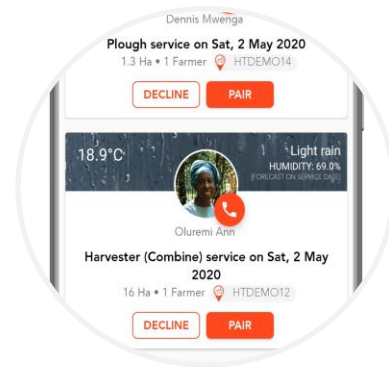 Dennis Mwenga
Plough service on Sat, 2 May 2020
1.3 Ha • 1 Farmer HTDEMO14
DECLINE PAIR
18.9°C
Light rain
HUMIDITY: 69.0%
[FORECAST ON SERVICE DATE]
Oluremi Ann
Harvester (Combine) service on Sat, 2 May
2020
16 Ha • 1 Farmer HTDEMO12
DECLINE PAIR